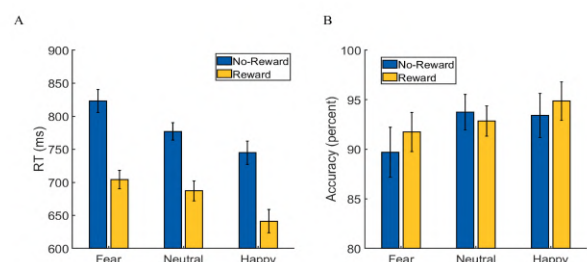 A
900
850
800
750
700
650
600
RT (ms)
No-Reward
Reward
Fear Neutral Happy
B
100
95
90
85
80
Accuracy (percent)
No-Reward
Reward
Fear Neutral Happy